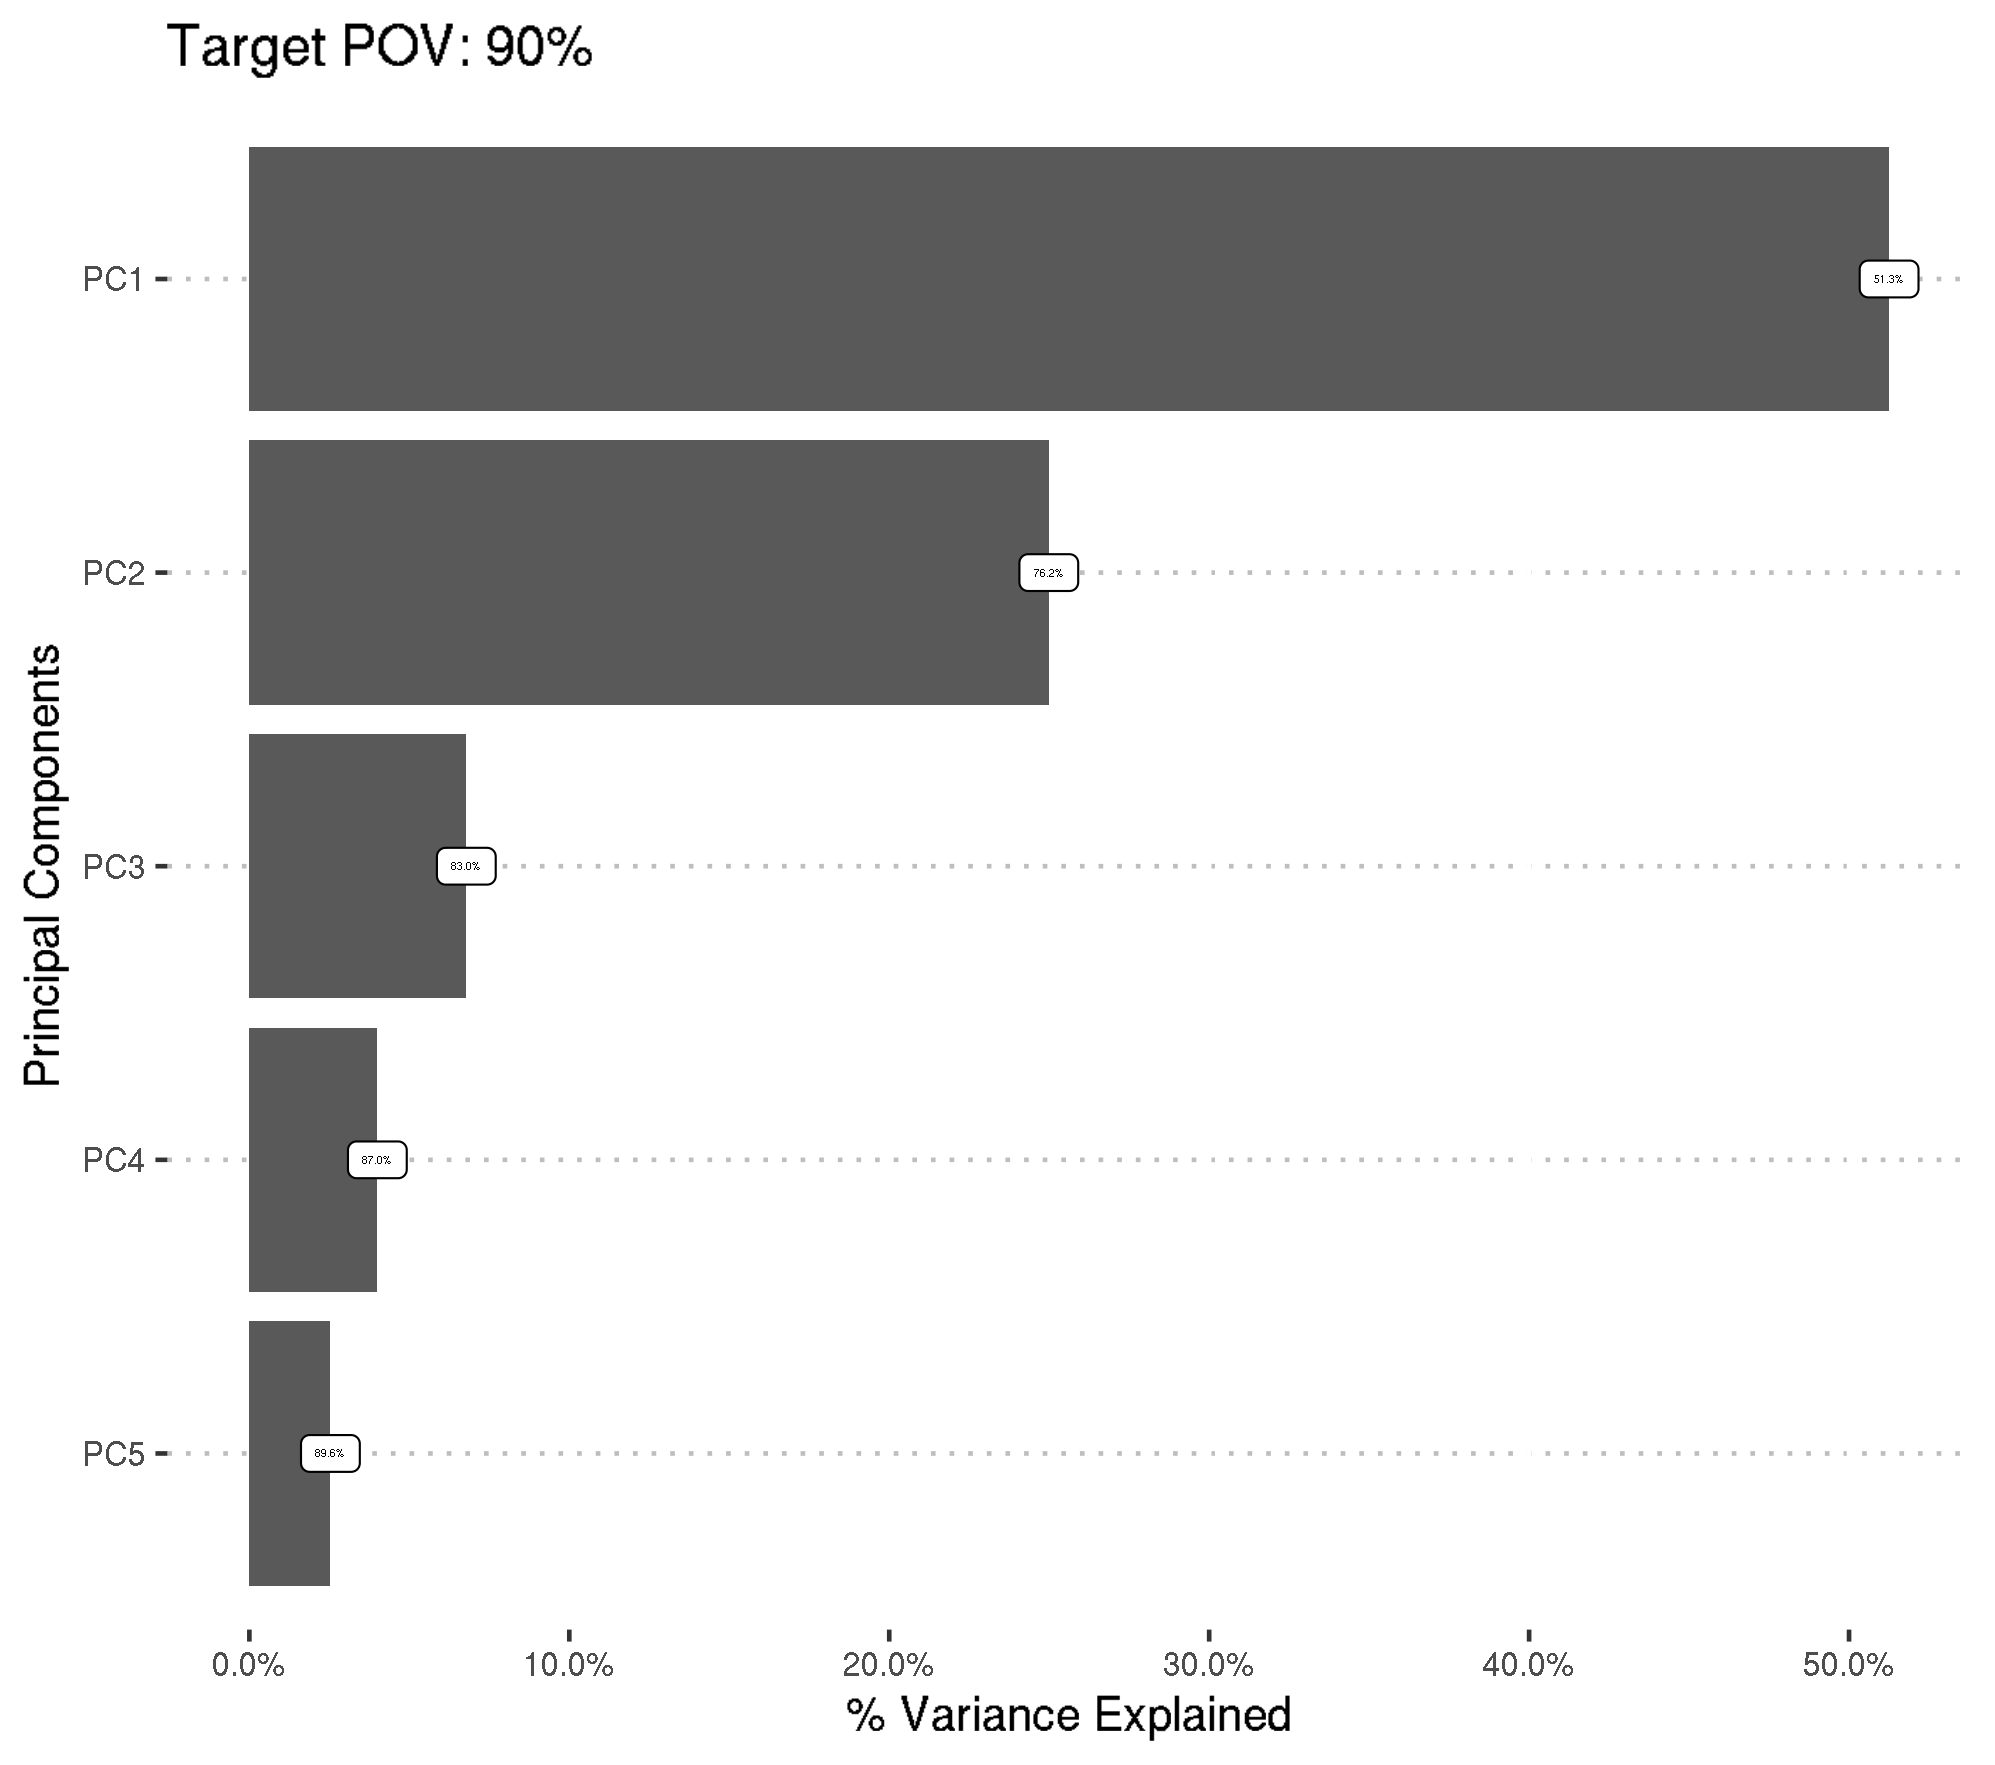 Target POV: 90%
PC1
51.3%
PC2
76.2%
PC3
83.0%
PC4
87.0%
PC5
89.6%
Principal Components
0.0% 10.0% 20.0% 30.0% 40.0% 50.0%
% Variance Explained